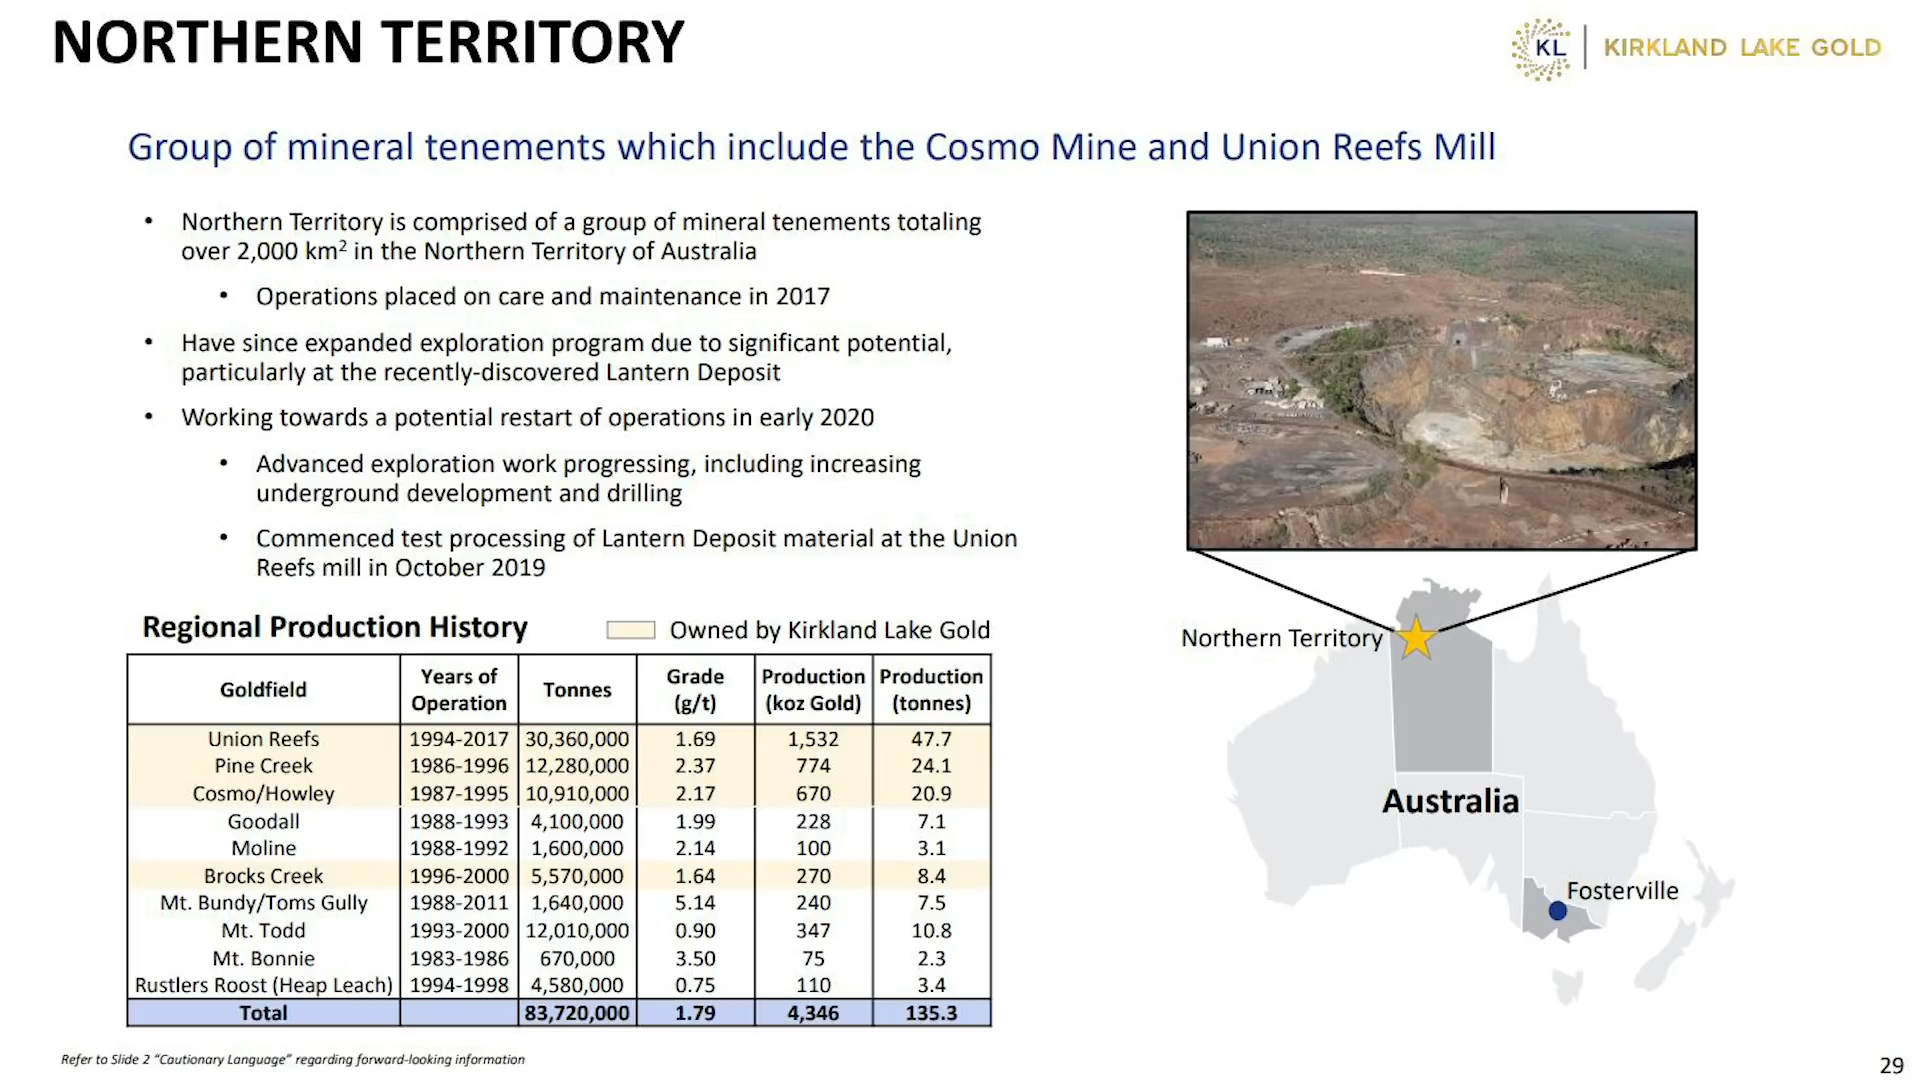 NORTHERN TERRITORY
KL
KIRKLAND LAKE GOLD
Group of mineral tenements which include the Cosmo Mine and Union Reefs Mill
• Northern Territory is comprised of a group of mineral tenements totaling
over 2,000 km² in the Northern Territory of Australia
• Operations placed on care and maintenance in 2017
• Have since expanded exploration program due to significant potential,
particularly at the recently-discovered Lantern Deposit
• Working towards a potential restart of operations in early 2020
• Advanced exploration work progressing, including increasing
underground development and drilling
• Commenced test processing of Lantern Deposit material at the Union
Reefs mill in October 2019
Regional Production History
Owned by Kirkland Lake Gold
Goldfield Years of Operation Tonnes Grade (g/t) Production (koz Gold) Production (tonnes)
Union Reefs 1994-2017 30,360,000 1.69 1,532 47.7
Pine Creek 1986-1996 12,280,000 2.37 774 24.1
Cosmo/Howley 1987-1995 10,910,000 2.17 670 20.9
Goodall 1988-1993 4,100,000 1.99 228 7.1
Moline 1988-1992 1,600,000 2.14 100 3.1
Brocks Creek 1996-2000 5,570,000 1.64 270 8.4
Mt. Bundy/Toms Gully 1988-2011 1,640,000 5.14 240 7.5
Mt. Todd 1993-2000 12,010,000 0.90 347 10.8
Mt. Bonnie 1983-1986 670,000 3.50 75 2.3
Rustlers Roost (Heap Leach) 1994-1998 4,580,000 0.75 110 3.4
Total 83,720,000 1.79 4,346 135.3
Northern Territory
Australia
Fosterville
Refer to Slide 2 "Cautionary Language" regarding forward-looking information
29